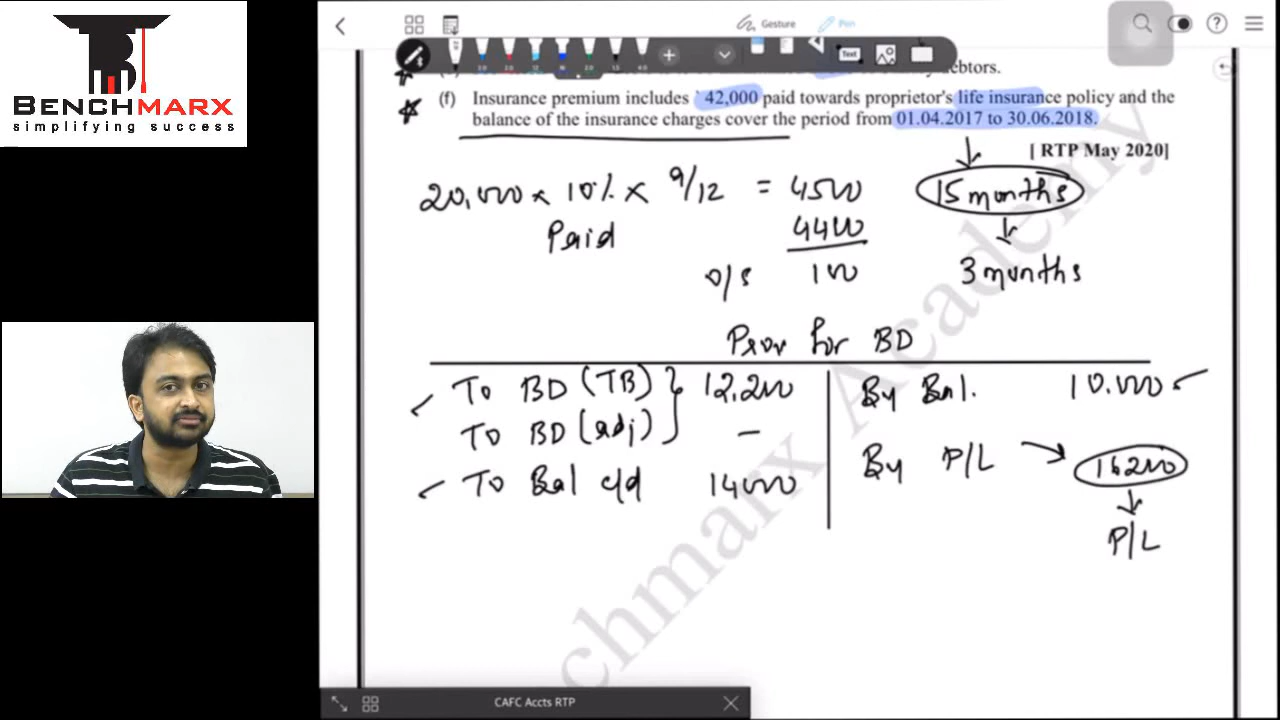 BENCHMARX
simplifying success
Gesture
Pen
Text
debtors.
(f) Insurance premium includes ` 42,000 paid towards proprietor's life insurance policy and the
balance of the insurance charges cover the period from 01.04.2017 to 30.06.2018.
[ RTP May 2020]
20,000 × 10% × 9/12 = 4500
15 months
Paid 4400
O/S 100
3 months
Prov for BD
To BD (TB) 12,200
By Bal. 10,000
To BD (adj) —
By P/L → 16200
To Bal c/d 14000
P/L
chmarx Academy
CAFC Accts RTP